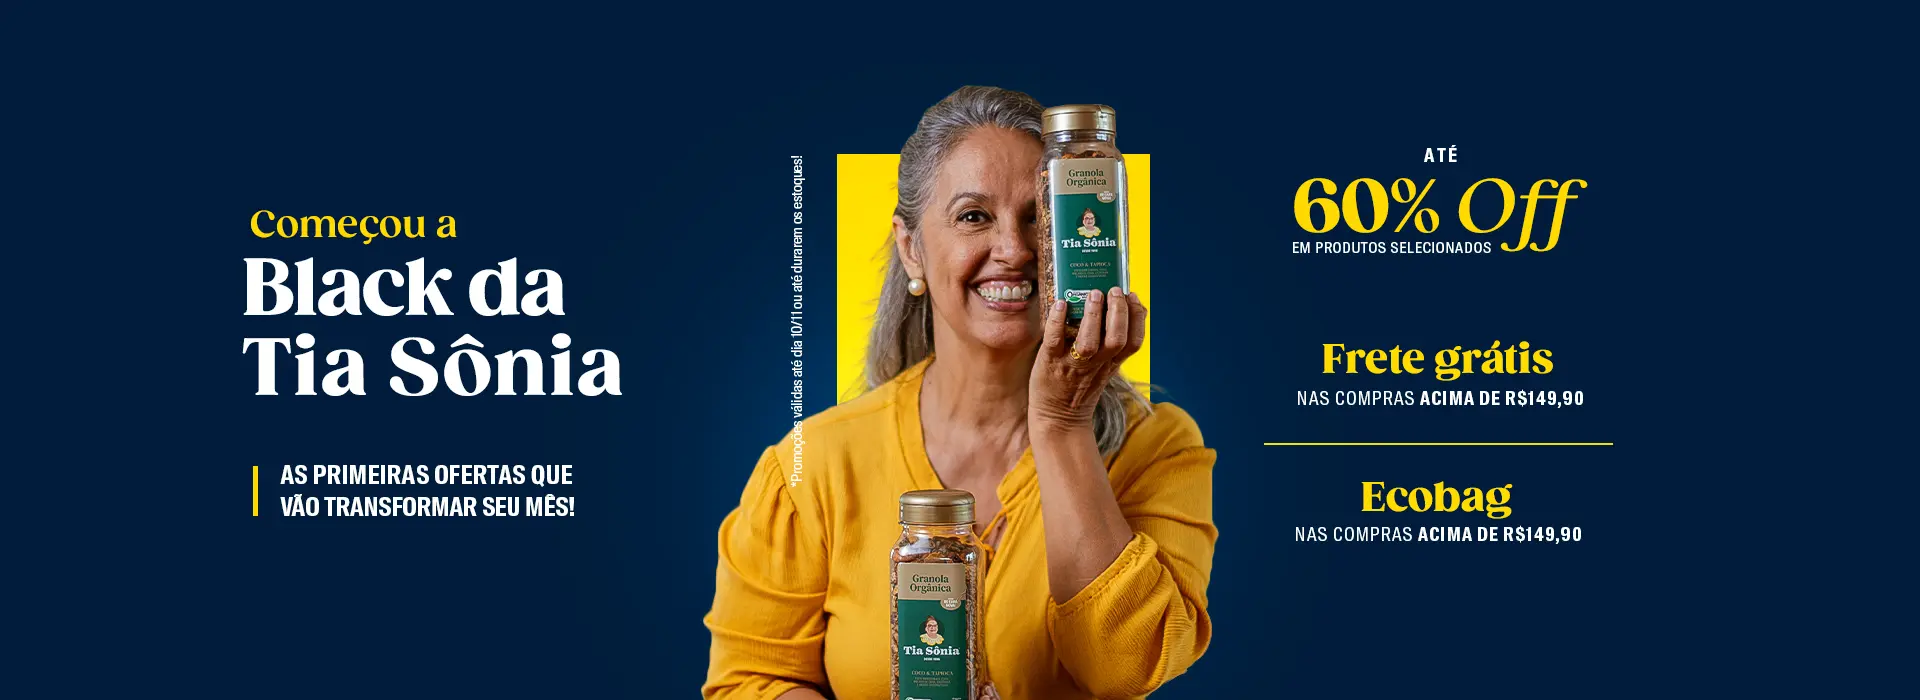 Começou a
Black da
Tia Sônia
AS PRIMEIRAS OFERTAS QUE
VÃO TRANSFORMAR SEU MÊS!
*Promoções válidas até dia 10/11 ou até durarem os estoques!
Granola
Orgânica
Tia Sônia
COCO & TAPIOCA
Granola
Orgânica
Tia Sônia
COCO & TAPIOCA
ATÉ
60% Off
EM PRODUTOS SELECIONADOS
Frete grátis
NAS COMPRAS ACIMA DE R$149,90
Ecobag
NAS COMPRAS ACIMA DE R$149,90